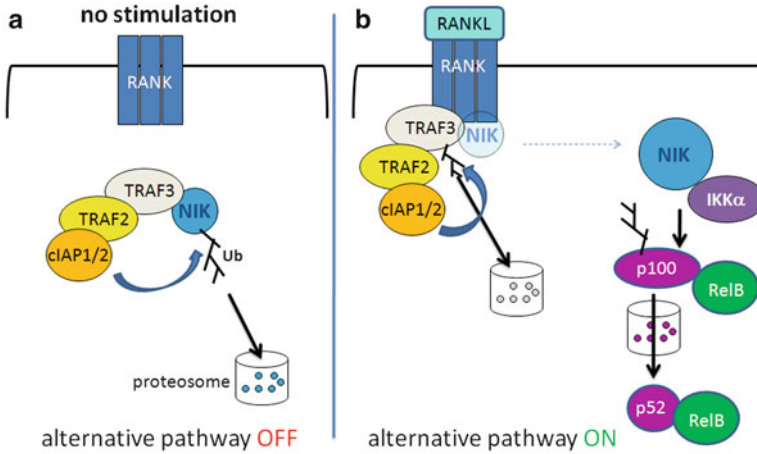 a
no stimulation
RANK
TRAF3
TRAF2
NIK
cIAP1/2
Ub
proteosome
alternative pathway OFF
b
RANKL
RANK
TRAF3
NIK
TRAF2
cIAP1/2
NIK
IKKα
p100
RelB
p52
RelB
alternative pathway ON